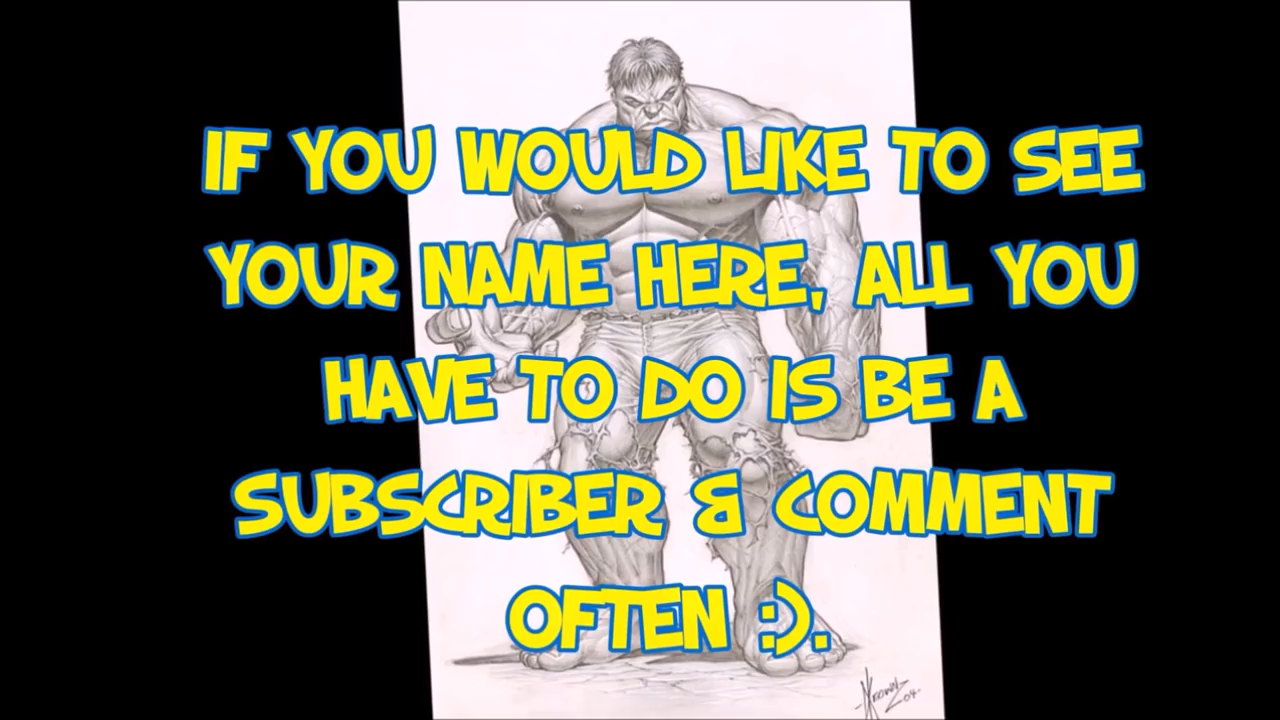 IF YOU WOULD LIKE TO SEE
YOUR NAME HERE, ALL YOU
HAVE TO DO IS BE A
SUBSCRIBER & COMMENT
OFTEN :).